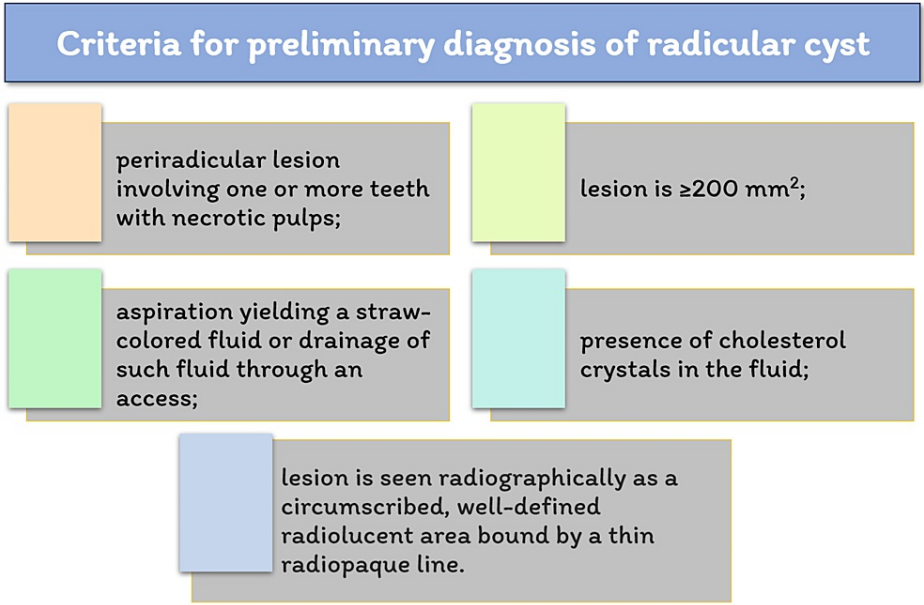 Criteria for preliminary diagnosis of radicular cyst
periradicular lesion
involving one or more teeth
with necrotic pulps;
lesion is ≥200 mm²;
aspiration yielding a straw-
colored fluid or drainage of
such fluid through an
access;
presence of cholesterol
crystals in the fluid;
lesion is seen radiographically as a
circumscribed, well-defined
radiolucent area bound by a thin
radiopaque line.